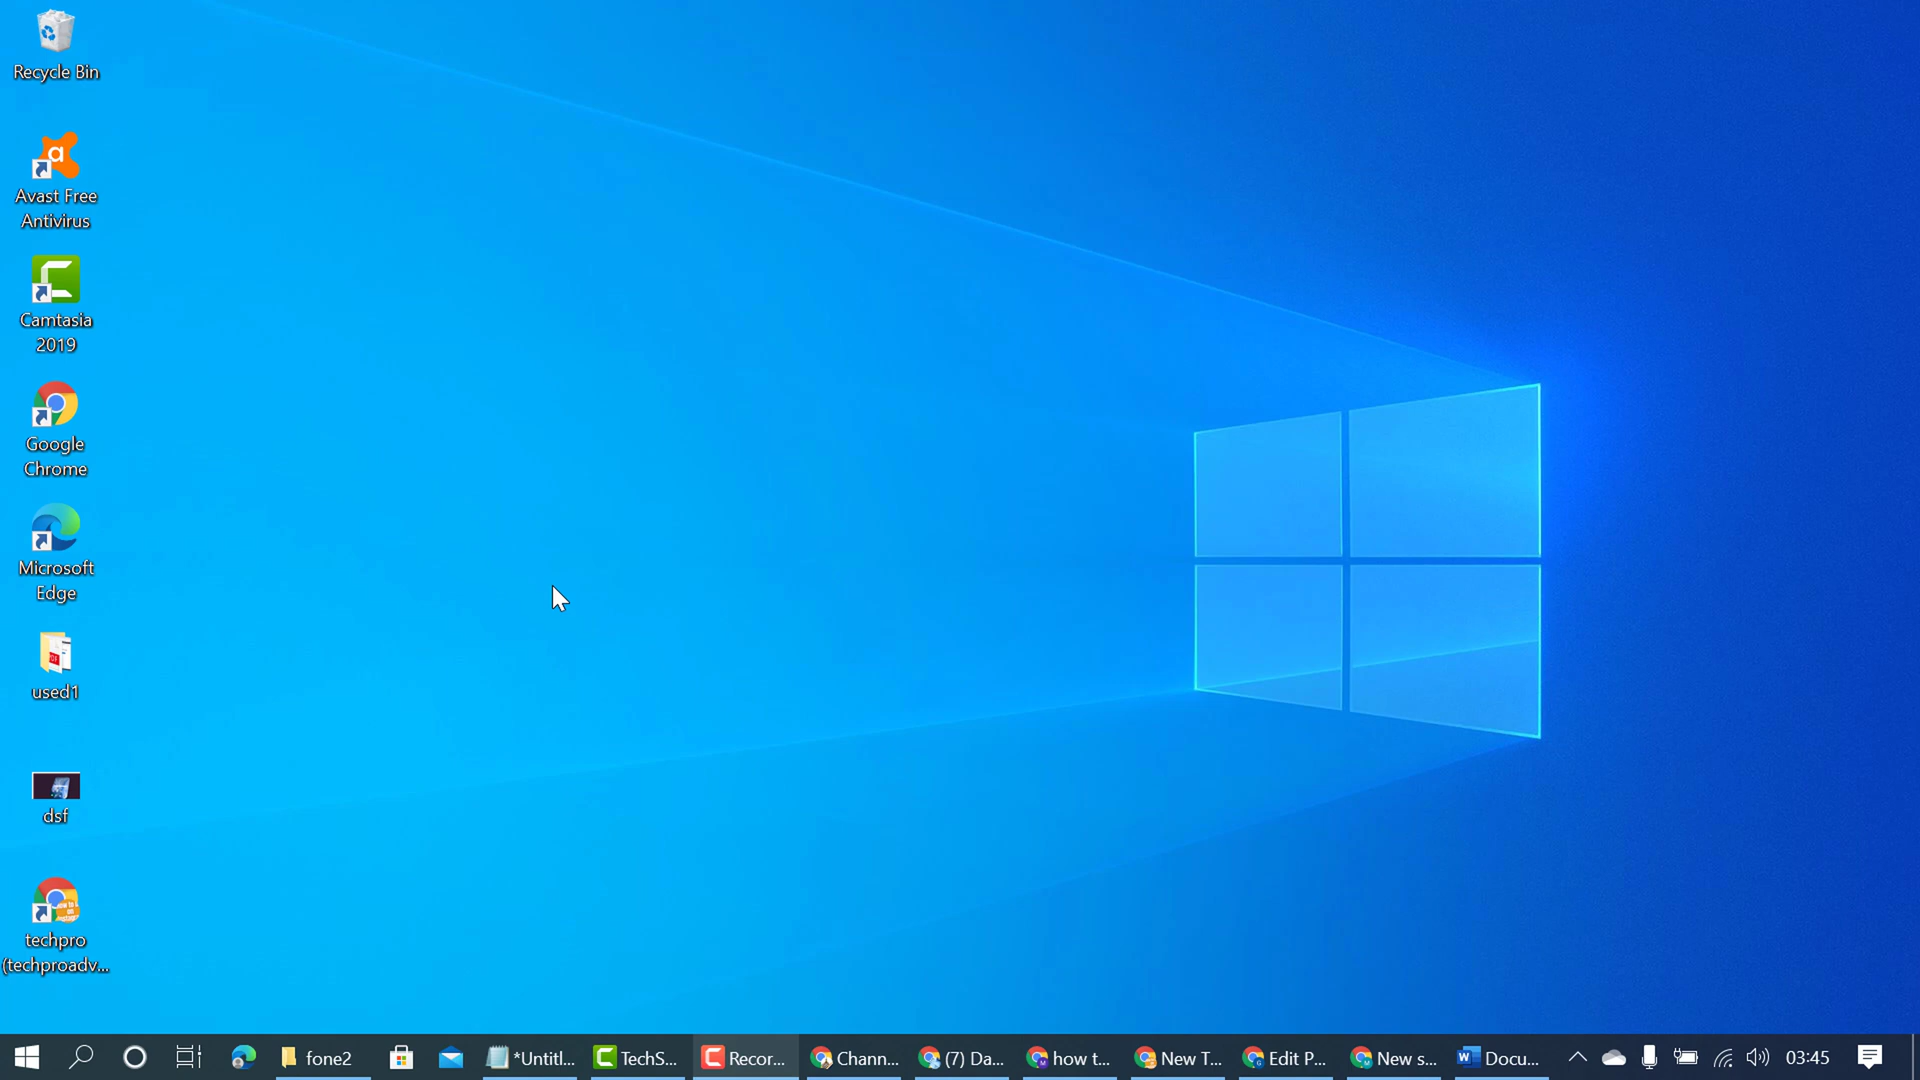 Recycle Bin
Avast Free
Antivirus
Camtasia
2019
Google
Chrome
Microsoft
Edge
used1
dsf
techpro
(techproadv...
fone2
*Untitl...
TechS...
Recor...
Chann...
(7) Da...
how t...
New T...
Edit P...
New s...
Docu...
03:45